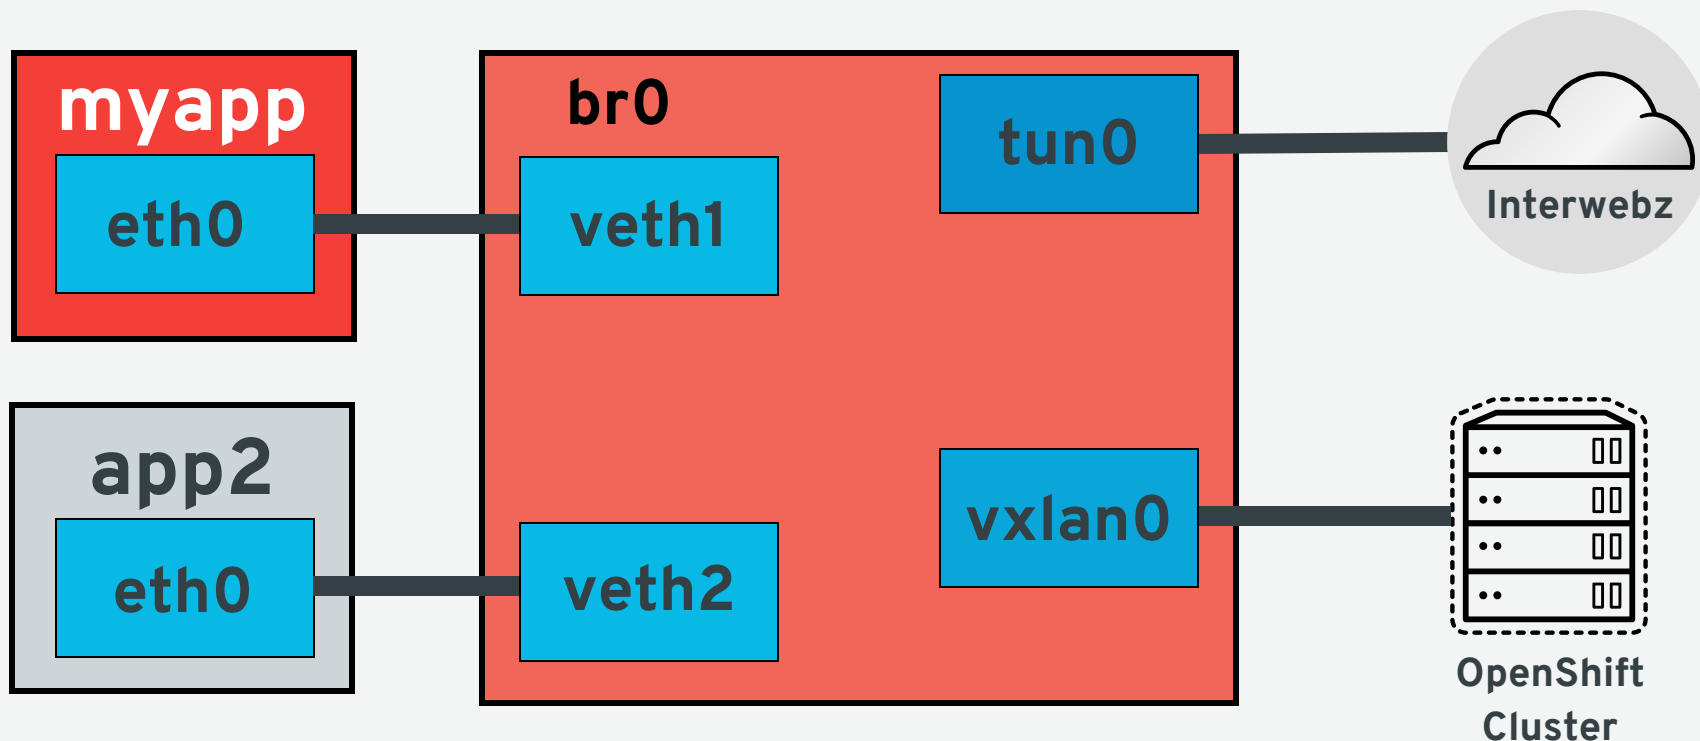 myapp
eth0
app2
eth0
br0
veth1
veth2
tun0
vxlan0
Interwebz
OpenShift
Cluster